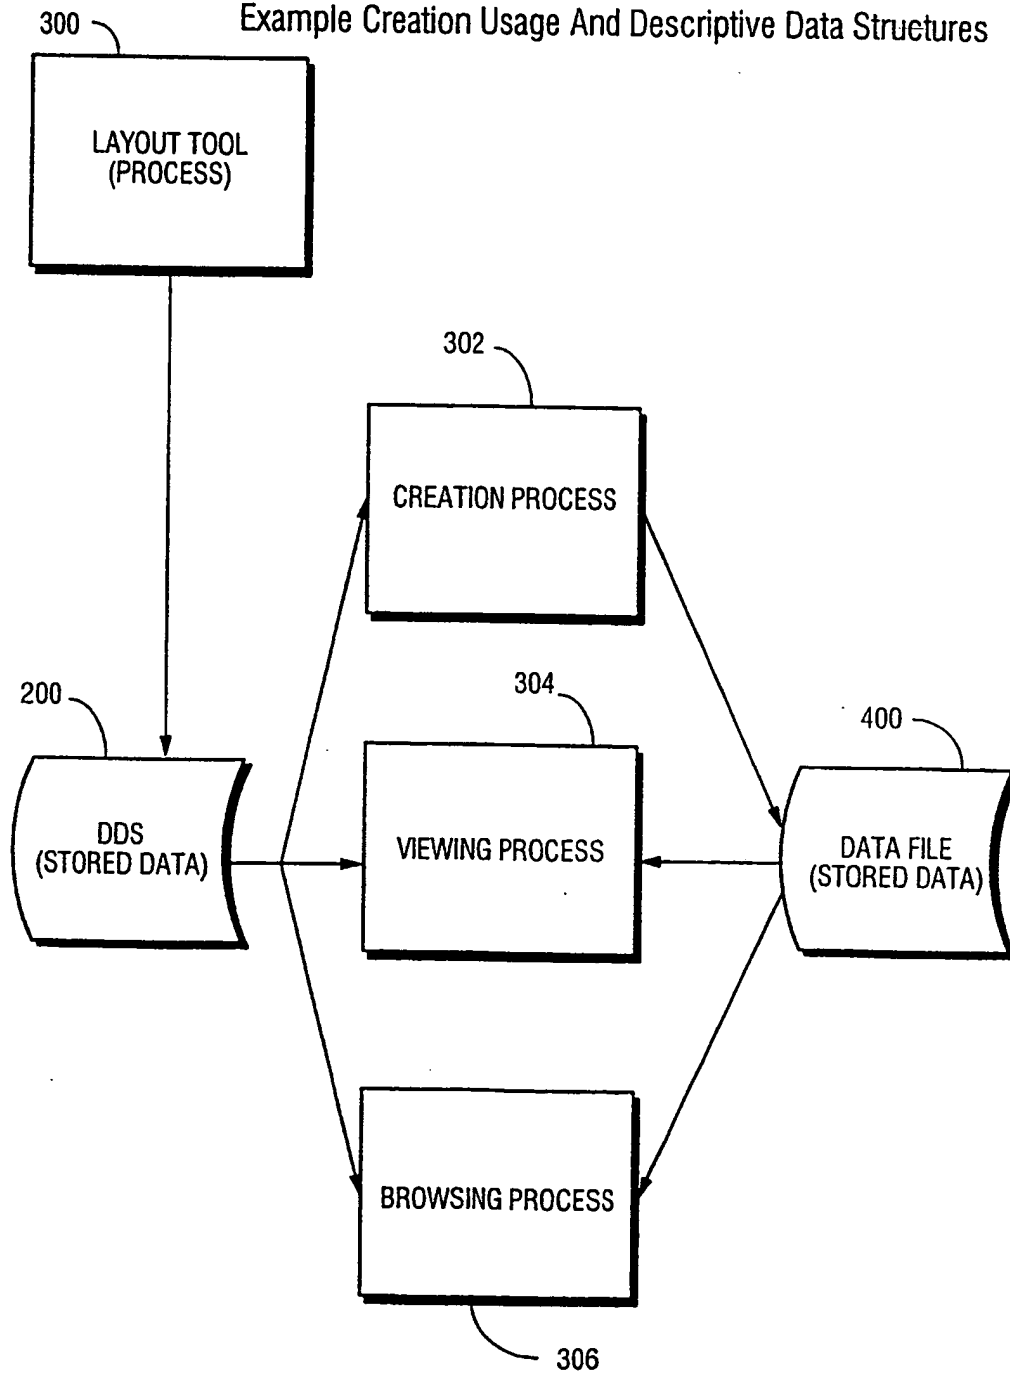 Example Creation Usage And Descriptive Data Structures
300
LAYOUT TOOL
(PROCESS)
302
CREATION PROCESS
200
DDS
(STORED DATA)
304
VIEWING PROCESS
400
DATA FILE
(STORED DATA)
BROWSING PROCESS
306